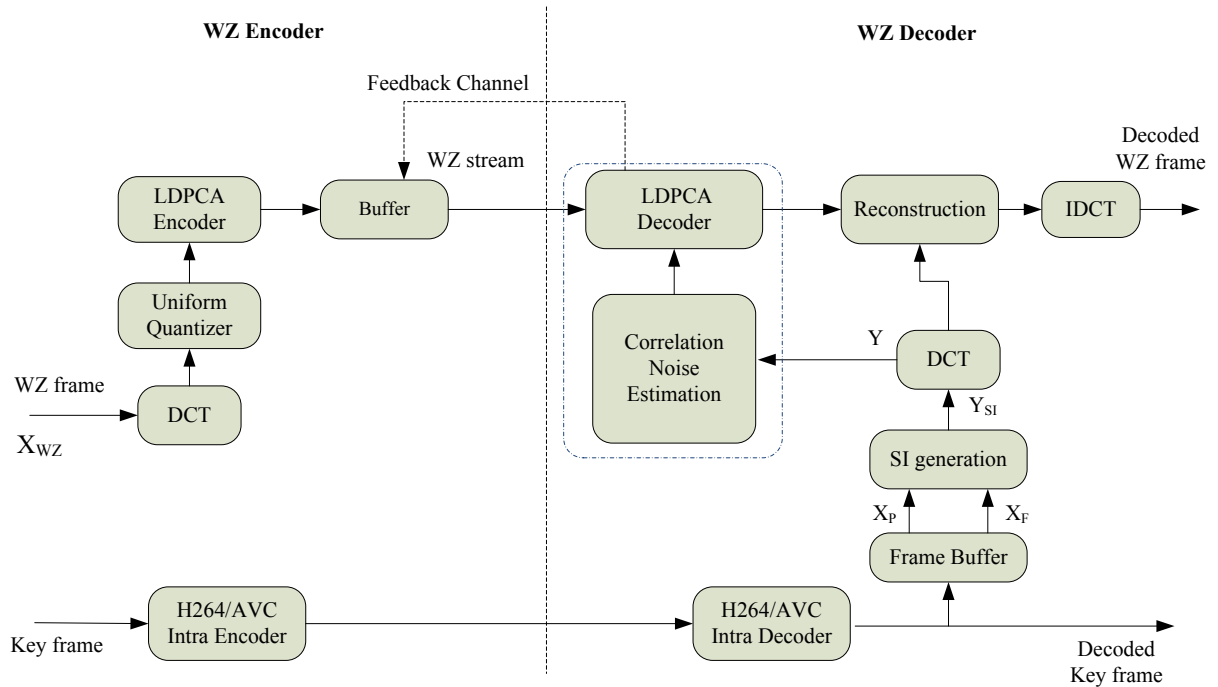 WZ Encoder
WZ Decoder
Feedback Channel
WZ stream
Decoded
WZ frame
LDPCA
Encoder
Buffer
LDPCA
Decoder
Reconstruction
IDCT
Uniform
Quantizer
Correlation
Noise
Estimation
Y
DCT
WZ frame
DCT
X_WZ
Y_SI
SI generation
X_P
X_F
Frame Buffer
H264/AVC
Intra Encoder
H264/AVC
Intra Decoder
Key frame
Decoded
Key frame